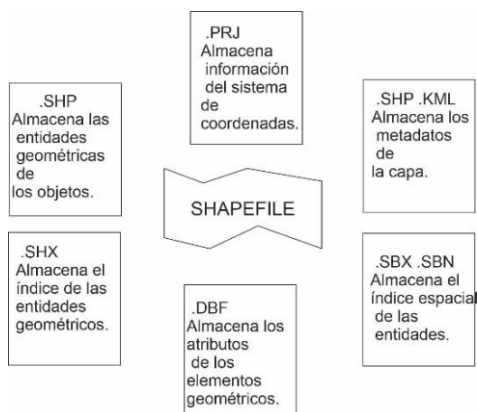 .PRJ
Almacena
información
del sistema
de
coordenadas.
.SHP
Almacena las
entidades
geométricas
de
los objetos.
.SHP .KML
Almacena los
metadatos
de
la capa.
SHAPEFILE
.SHX
Almacena el
índice de las
entidades
geométricos.
.SBX .SBN
Almacena el
índice espacial
de las
entidades.
.DBF
Almacena los
atributos
de los
elementos
geométricos.